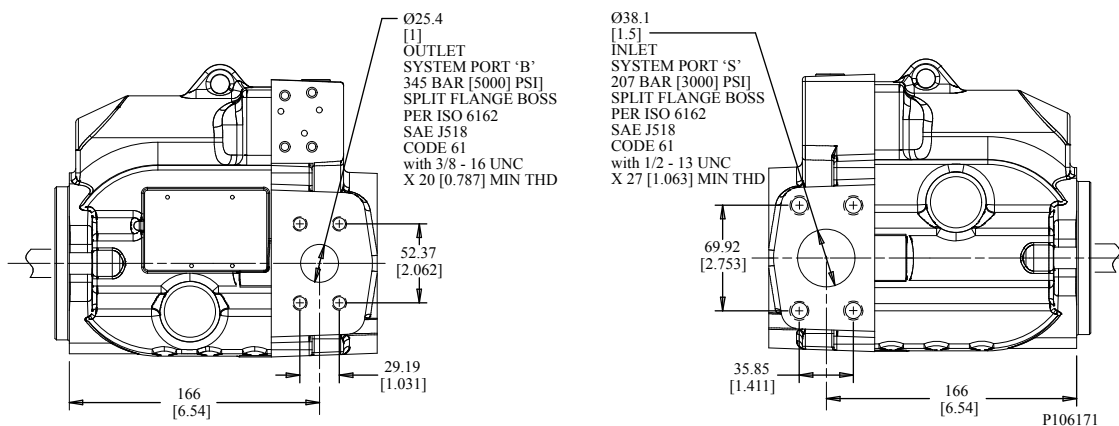 Ø25.4
[1]
OUTLET
SYSTEM PORT ‘B’
345 BAR [5000] PSI]
SPLIT FLANGE BOSS
PER ISO 6162
SAE J518
CODE 61
with 3/8 - 16 UNC
X 20 [0.787] MIN THD
52.37
[2.062]
29.19
[1.031]
166
[6.54]
Ø38.1
[1.5]
INLET
SYSTEM PORT ‘S’
207 BAR [3000] PSI]
SPLIT FLANGE BOSS
PER ISO 6162
SAE J518
CODE 61
with 1/2 - 13 UNC
X 27 [1.063] MIN THD
69.92
[2.753]
35.85
[1.411]
166
[6.54]
P106171